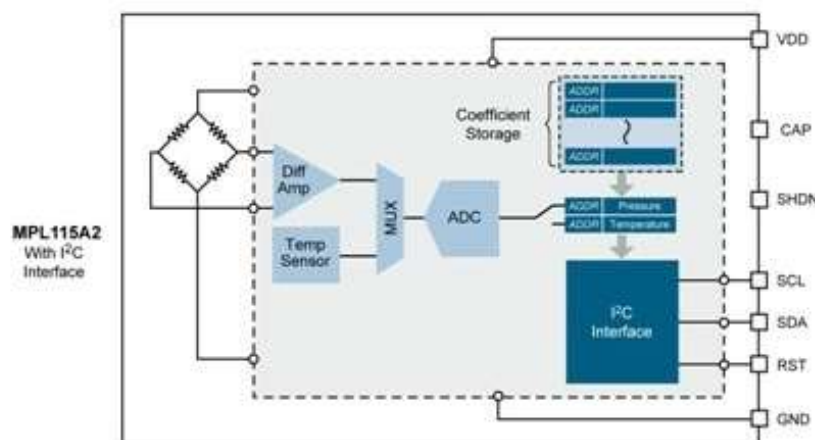 MPL115A2
With I²C
Interface
Diff
Amp
Temp
Sensor
MUX
ADC
Coefficient
Storage
ADDR
ADDR
ADDR
ADDR Pressure
ADDR Temperature
I²C
Interface
VDD
CAP
SHDN
SCL
SDA
RST
GND